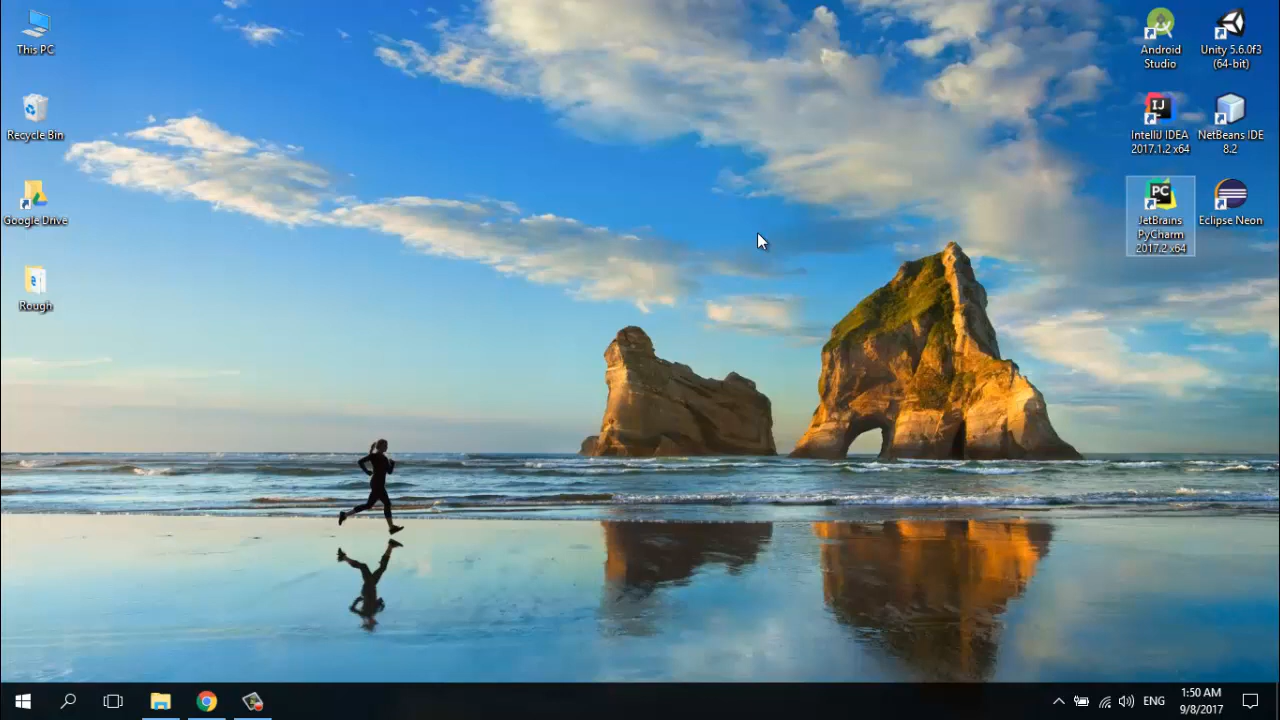 This PC
Recycle Bin
Google Drive
Rough
Android
Studio
Unity 5.6.0f3
(64-bit)
IJ
IntelliJ IDEA
2017.1.2 x64
NetBeans IDE
8.2
PC
JetBrains
PyCharm
2017.2 x64
Eclipse Neon
ENG
1:50 AM
9/8/2017